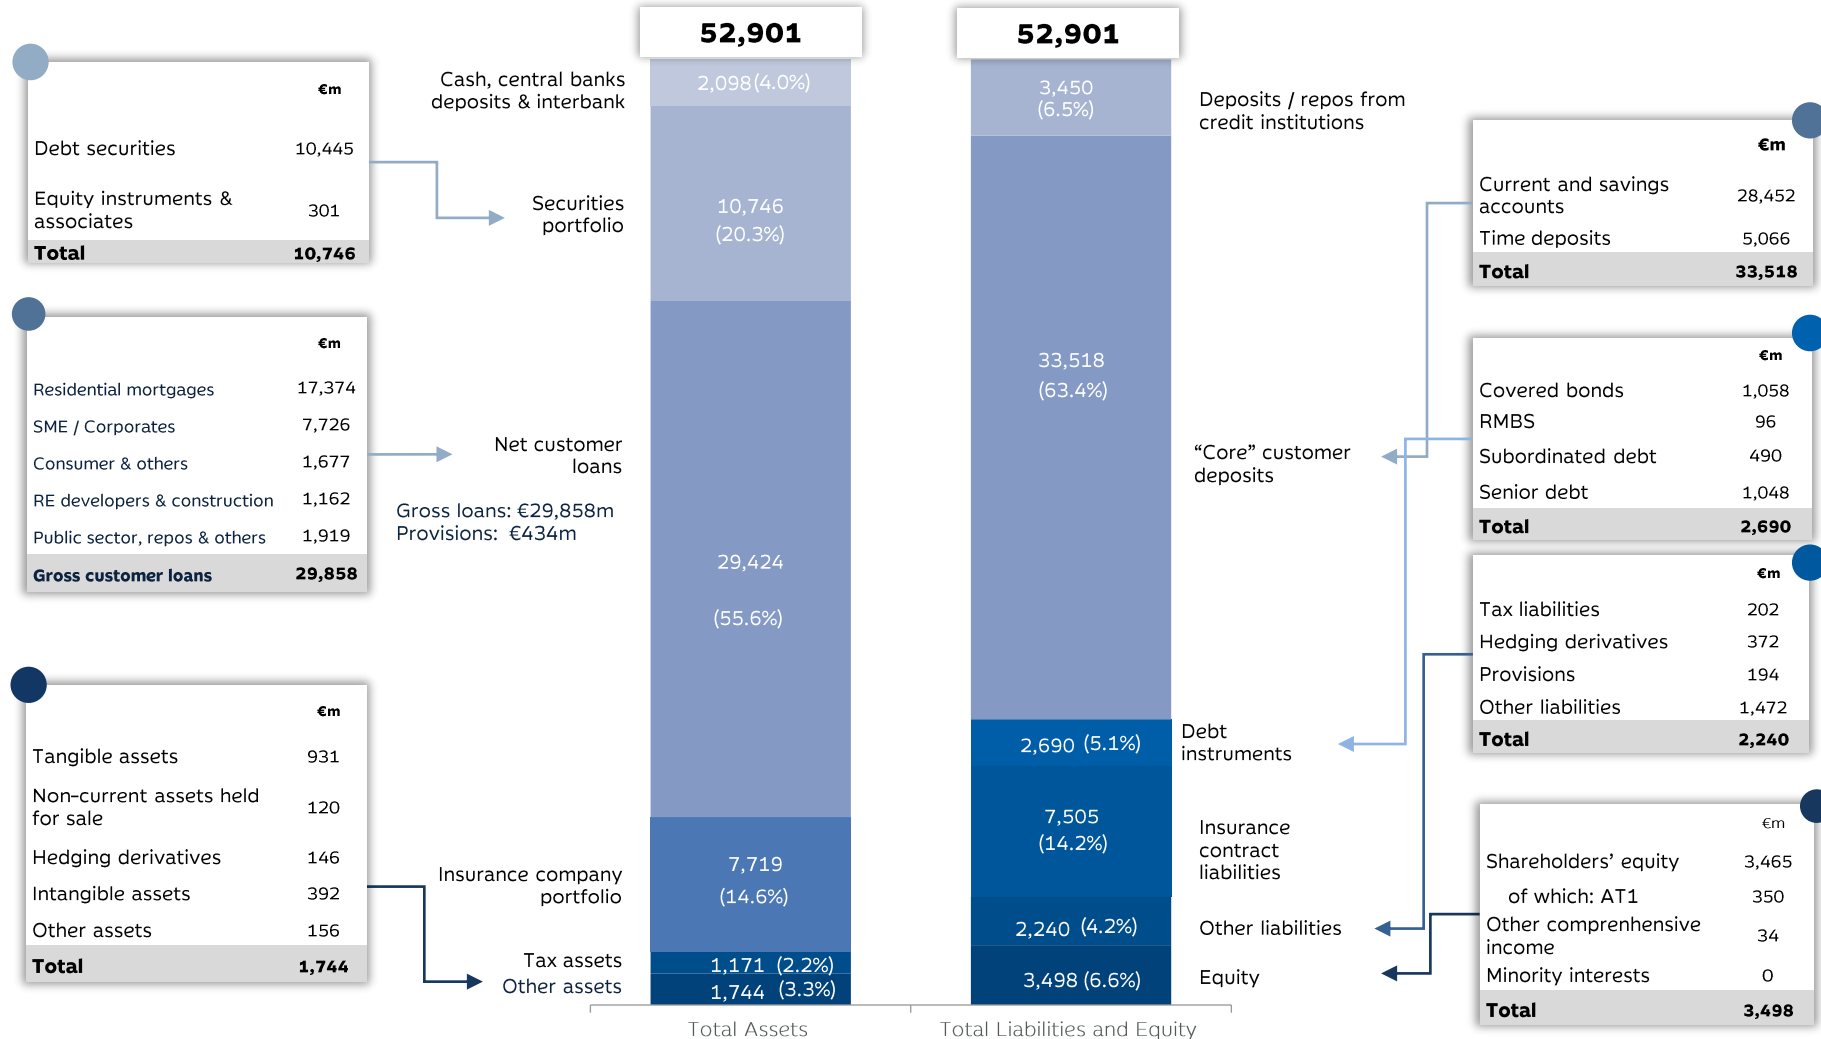 52,901
52,901
€m
Debt securities 10,445
Equity instruments &
associates 301
Total 10,746
€m
Residential mortgages 17,374
SME / Corporates 7,726
Consumer & others 1,677
RE developers & construction 1,162
Public sector, repos & others 1,919
Gross customer loans 29,858
€m
Tangible assets 931
Non-current assets held
for sale 120
Hedging derivatives 146
Intangible assets 392
Other assets 156
Total 1,744
Cash, central banks
deposits & interbank
Securities
portfolio
Net customer
loans
Gross loans: €29,858m
Provisions: €434m
Insurance company
portfolio
Tax assets
Other assets
2,098(4.0%)
10,746
(20.3%)
29,424
(55.6%)
7,719
(14.6%)
1,171 (2.2%)
1,744 (3.3%)
Total Assets
3,450
(6.5%)
33,518
(63.4%)
2,690 (5.1%)
7,505
(14.2%)
2,240 (4.2%)
3,498 (6.6%)
Total Liabilities and Equity
Deposits / repos from
credit institutions
“Core” customer
deposits
Debt
instruments
Insurance
contract
liabilities
Other liabilities
Equity
€m
Current and savings
accounts 28,452
Time deposits 5,066
Total 33,518
€m
Covered bonds 1,058
RMBS 96
Subordinated debt 490
Senior debt 1,048
Total 2,690
€m
Tax liabilities 202
Hedging derivatives 372
Provisions 194
Other liabilities 1,472
Total 2,240
€m
Shareholders’ equity 3,465
of which: AT1 350
Other comprenhensive
income 34
Minority interests 0
Total 3,498